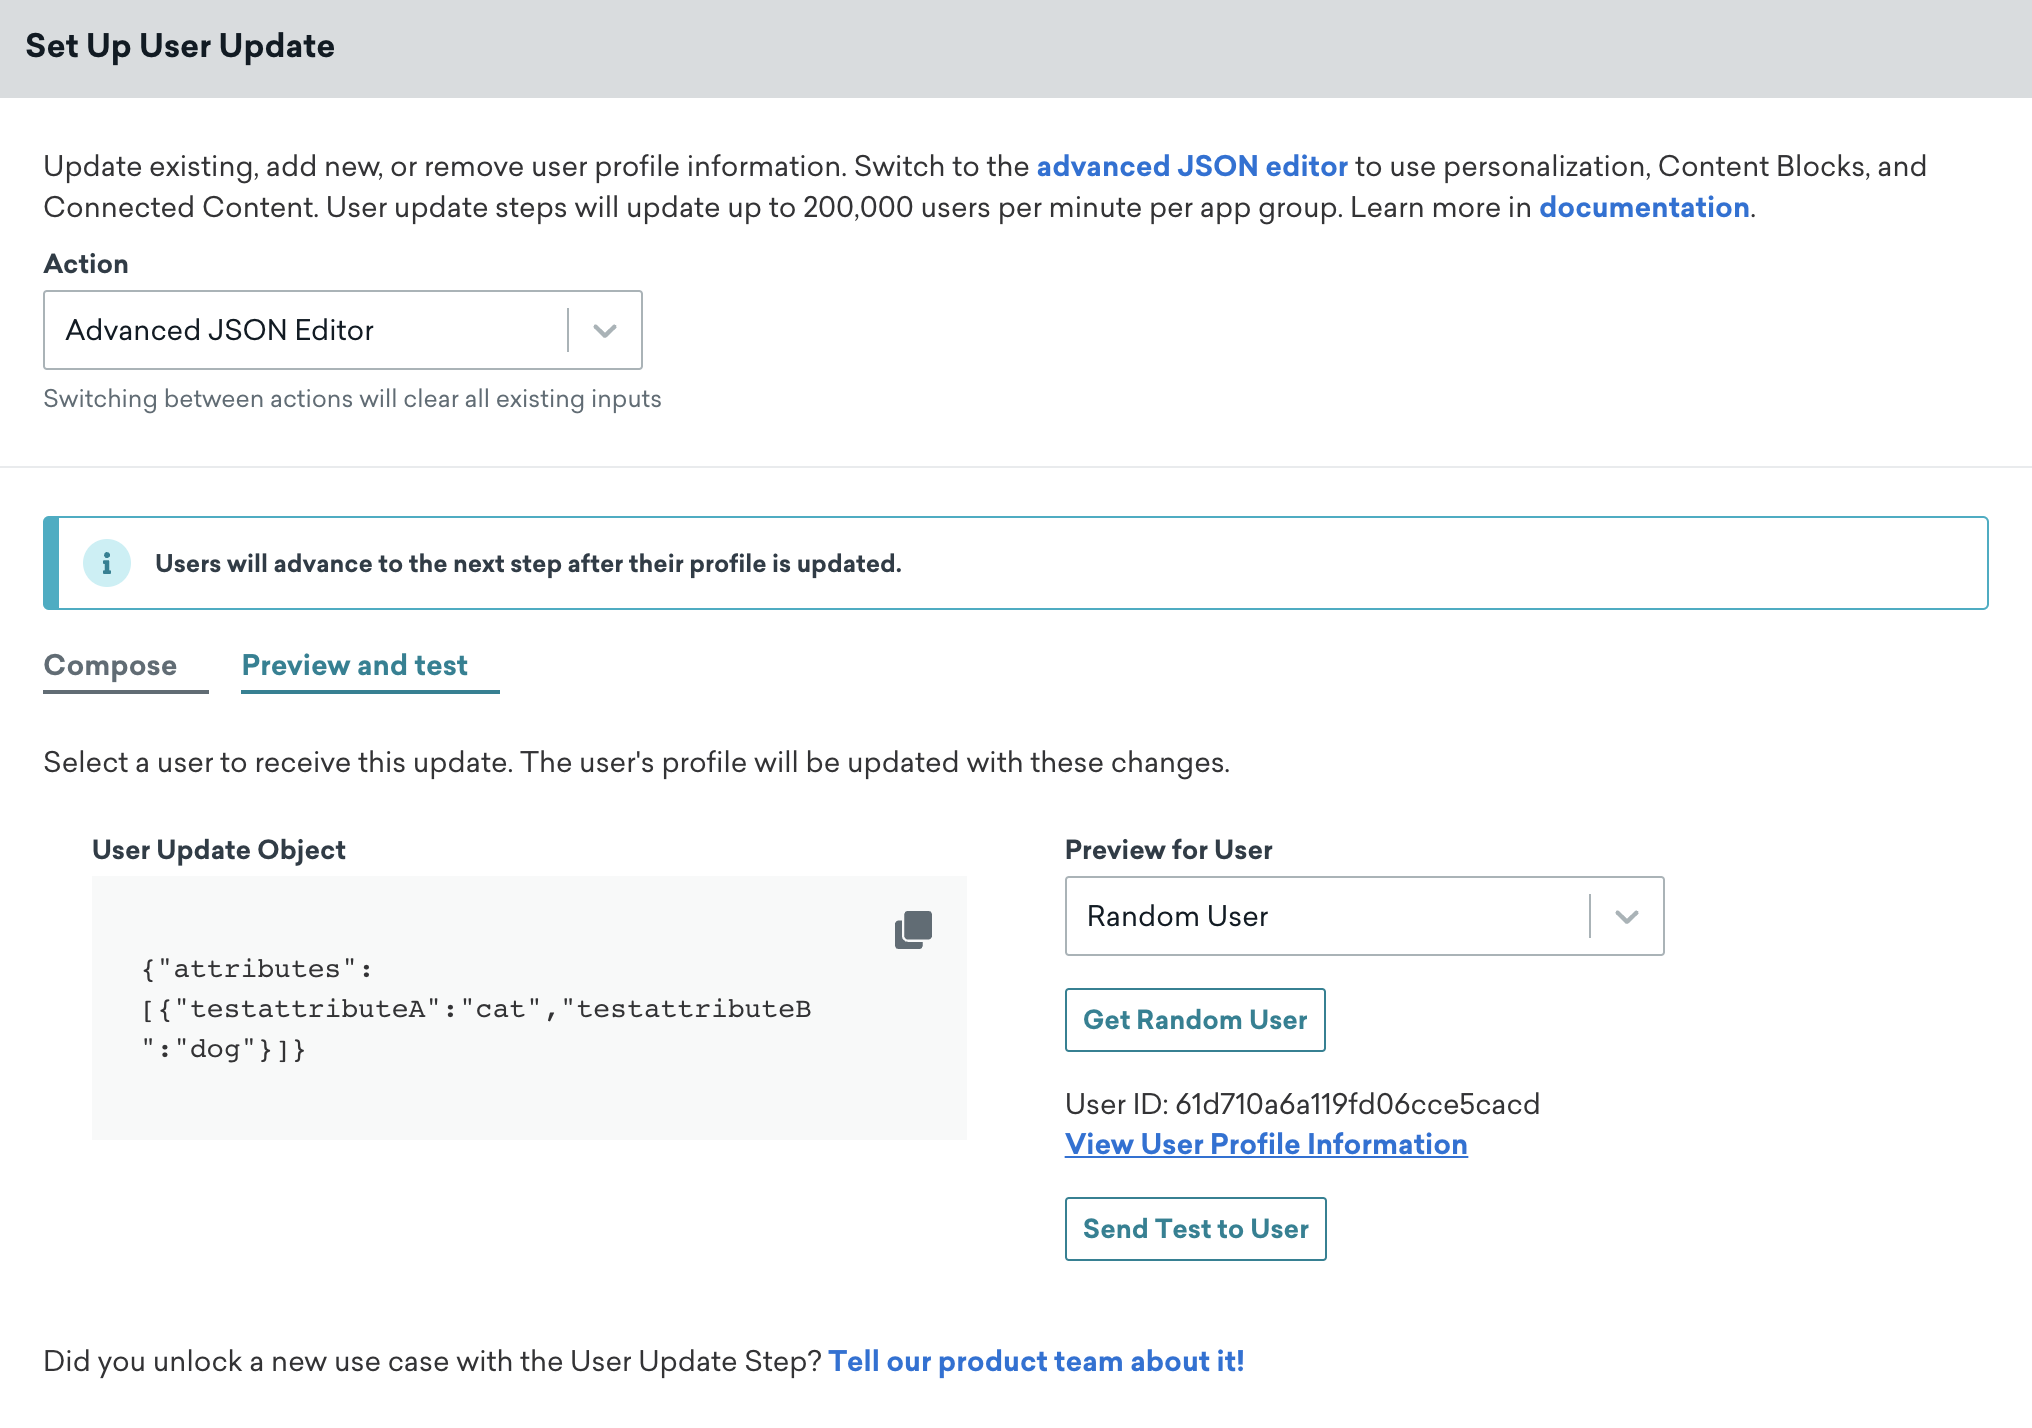 Set Up User Update
Update existing, add new, or remove user profile information. Switch to the advanced JSON editor to use personalization, Content Blocks, and
Connected Content. User update steps will update up to 200,000 users per minute per app group. Learn more in documentation.
Action
Advanced JSON Editor
Switching between actions will clear all existing inputs
Users will advance to the next step after their profile is updated.
Compose
Preview and test
Select a user to receive this update. The user's profile will be updated with these changes.
User Update Object
{"attributes":
[{"testattributeA":"cat","testattributeB
":"dog"}]}
Preview for User
Random User
Get Random User
User ID: 61d710a6a119fd06cce5cacd
View User Profile Information
Send Test to User
Did you unlock a new use case with the User Update Step? Tell our product team about it!